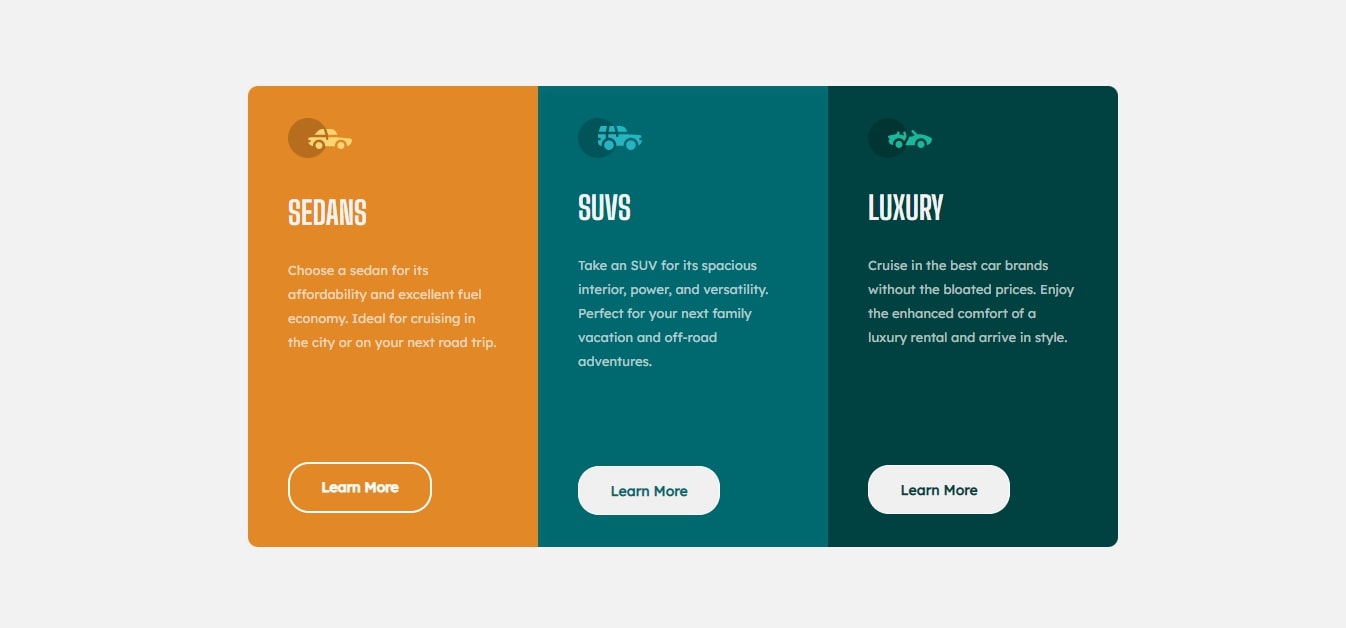 SEDANS
Choose a sedan for its
affordability and excellent fuel
economy. Ideal for cruising in
the city or on your next road trip.
Learn More
SUVS
Take an SUV for its spacious
interior, power, and versatility.
Perfect for your next family
vacation and off-road
adventures.
Learn More
LUXURY
Cruise in the best car brands
without the bloated prices. Enjoy
the enhanced comfort of a
luxury rental and arrive in style.
Learn More